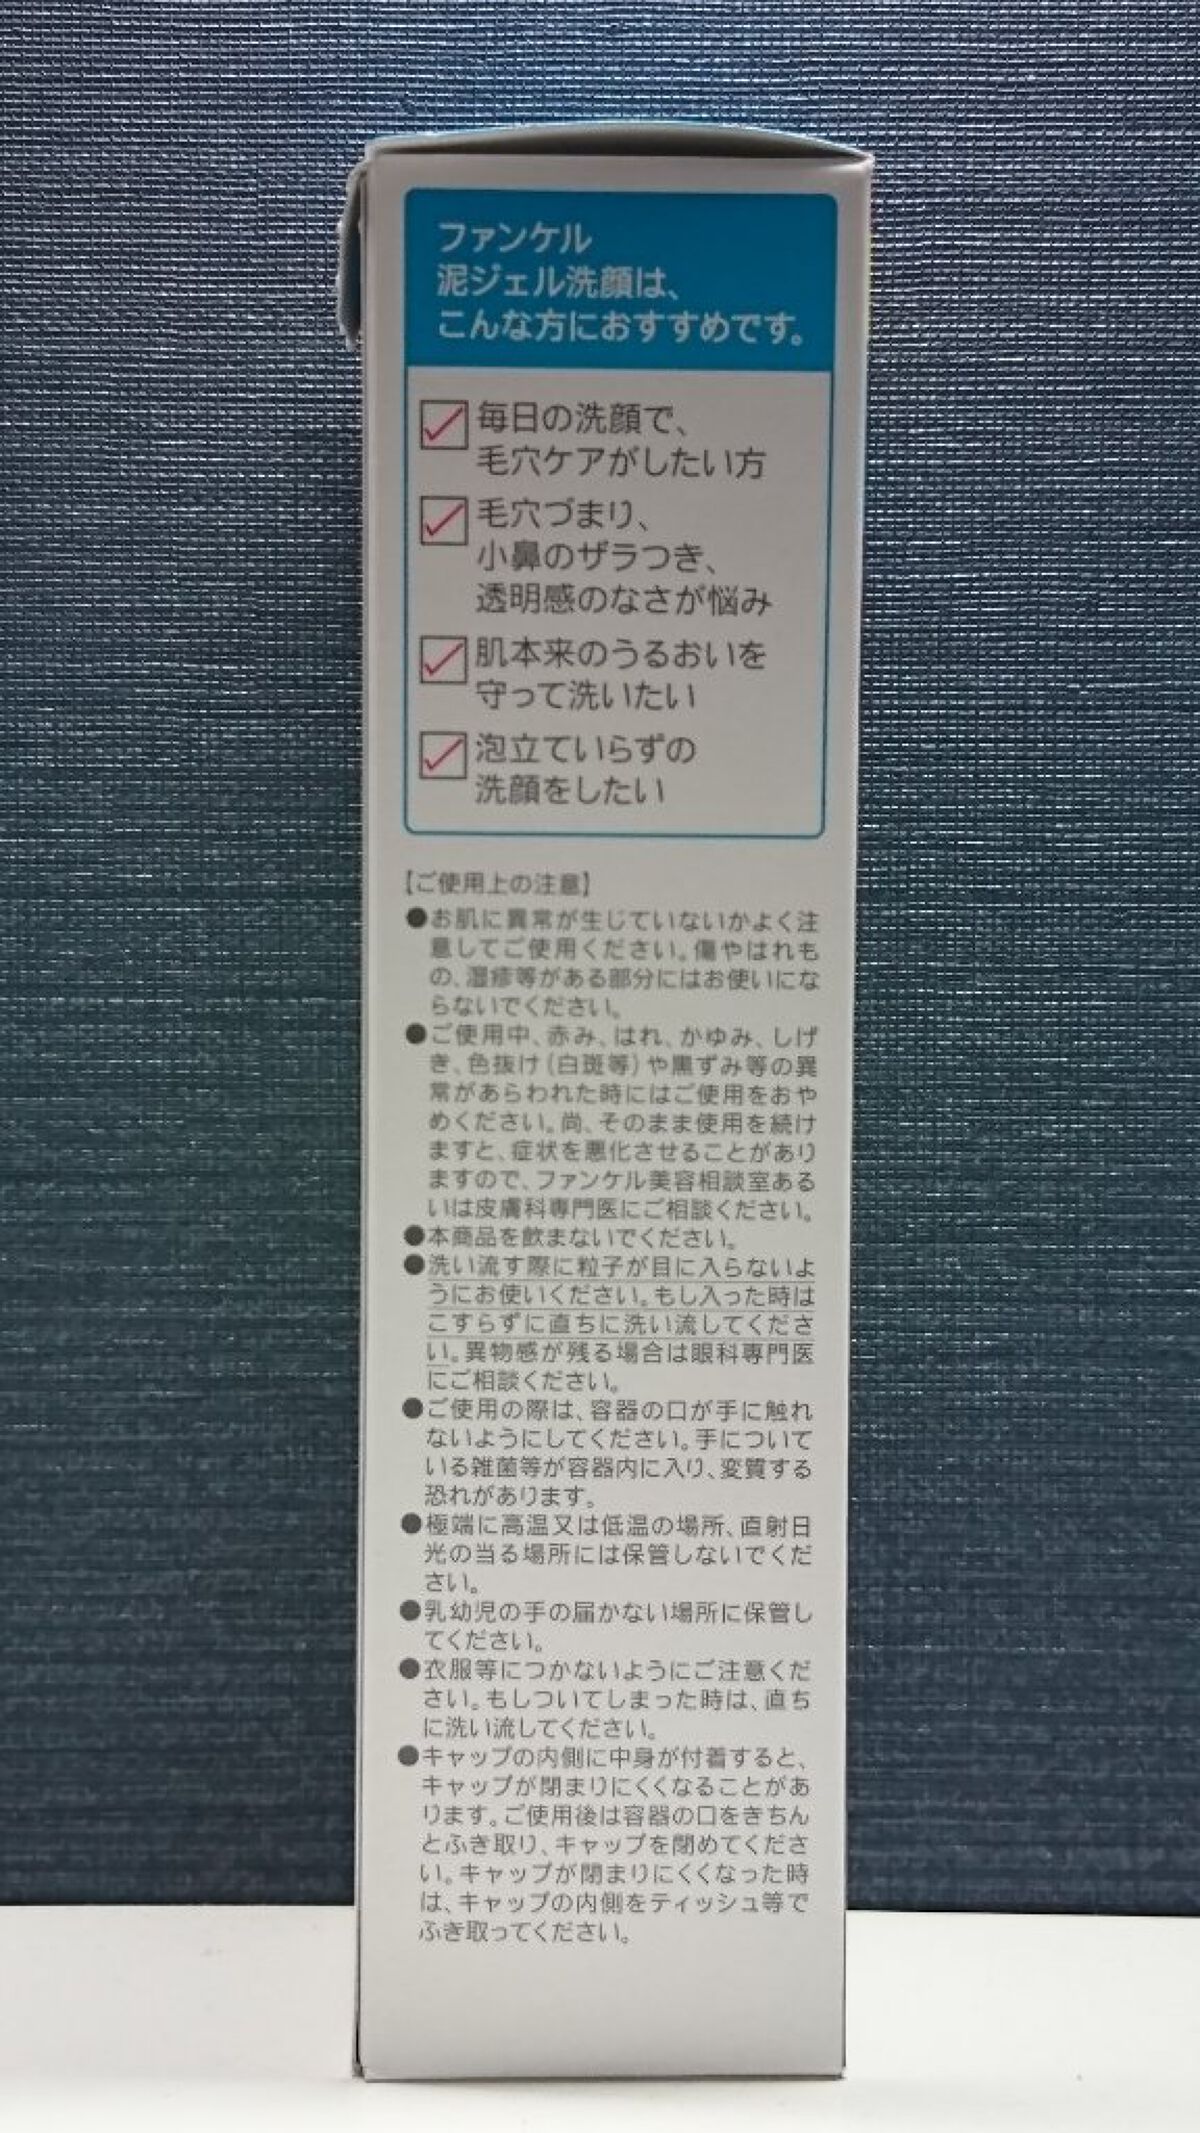 ファンケル
泥ジェル洗顔は、
こんな方におすすめです。
毎日の洗顔で、
毛穴ケアがしたい方
毛穴づまり、
小鼻のザラつき、
透明感のなさが悩み
肌本来のうるおいを
守って洗いたい
泡立ていらずの
洗顔をしたい
【ご使用上の注意】
●お肌に異常が生じていないかよく注
意してご使用ください。傷やはれも
の、湿疹等がある部分にはお使いにな
らないでください。
●ご使用中、赤み、はれ、かゆみ、しげ
き、色抜け(白斑等)や黒ずみ等の異
常があらわれた時にはご使用をおや
めください。尚、そのまま使用を続け
ますと、症状を悪化させることがあり
ますので、ファンケル美容相談室ある
いは皮膚科専門医にご相談ください。
●本商品を飲まないでください。
●洗い流す際に粒子が目に入らないよ
うにお使いください。もし入った時は
こすらずに直ちに洗い流してくださ
い。異物感が残る場合は眼科専門医
にご相談ください。
●ご使用の際は、容器の口が手に触れ
ないようにしてください。手について
いる雑菌等が容器内に入り、変質する
恐れがあります。
●極端に高温又は低温の場所、直射日
光の当る場所には保管しないでくだ
さい。
●乳幼児の手の届かない場所に保管し
てください。
●衣服等につかないようにご注意くだ
さい。もしついてしまった時は、直ち
に洗い流してください。
●キャップの内側に中身が付着すると、
キャップが閉まりにくくなることがあ
ります。ご使用後は容器の口をきちん
とふき取り、キャップを閉めてくださ
い。キャップが閉まりにくくなった時
は、キャップの内側をティッシュ等で
ふき取ってください。